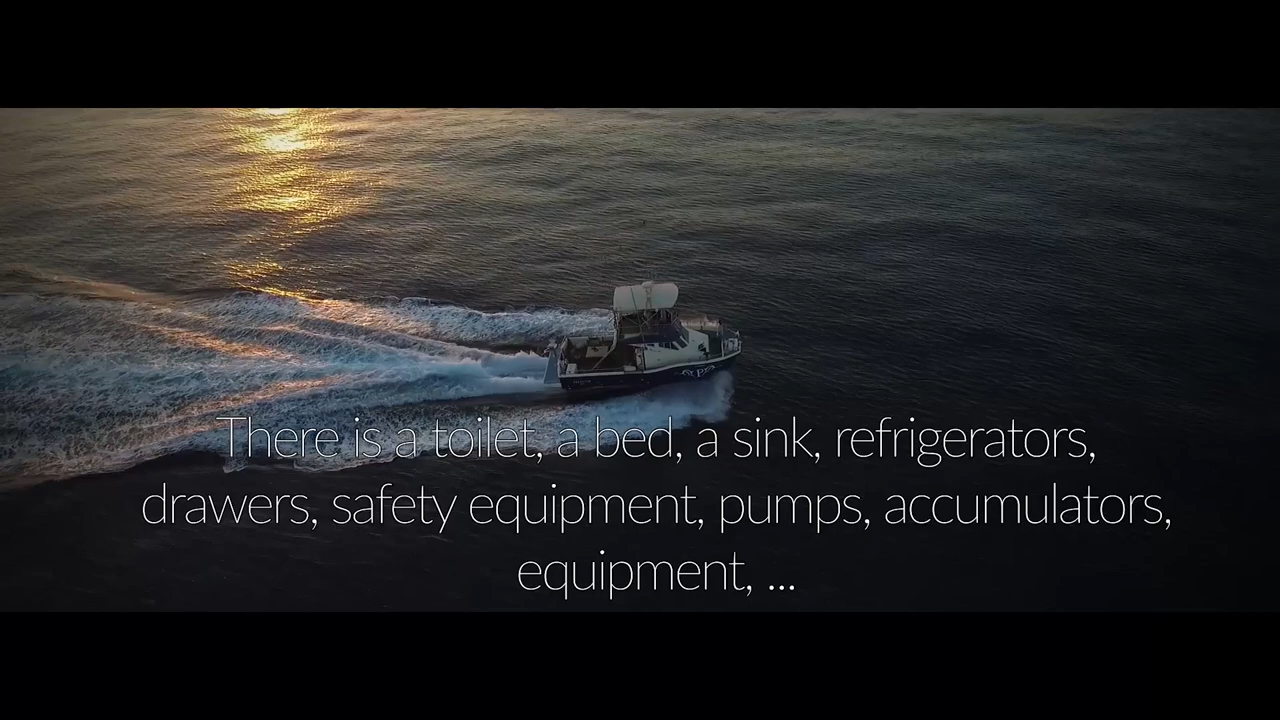 There is a toilet, a bed, a sink, refrigerators,
drawers, safety equipment, pumps, accumulators,
equipment, ...